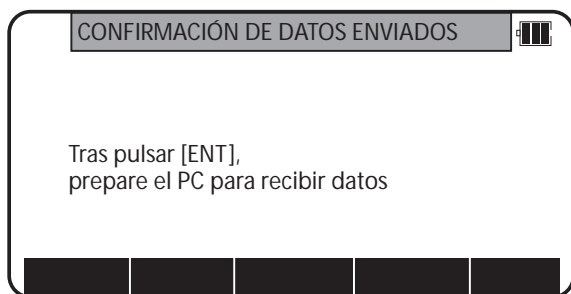 CONFIRMACIÓN DE DATOS ENVIADOS
Tras pulsar [ENT],
prepare el PC para recibir datos